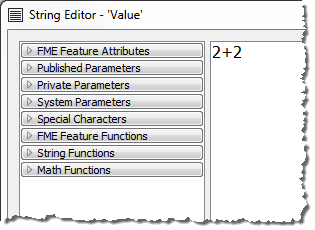 String Editor - 'Value'
FME Feature Attributes
Published Parameters
Private Parameters
System Parameters
Special Characters
FME Feature Functions
String Functions
Math Functions
2+2